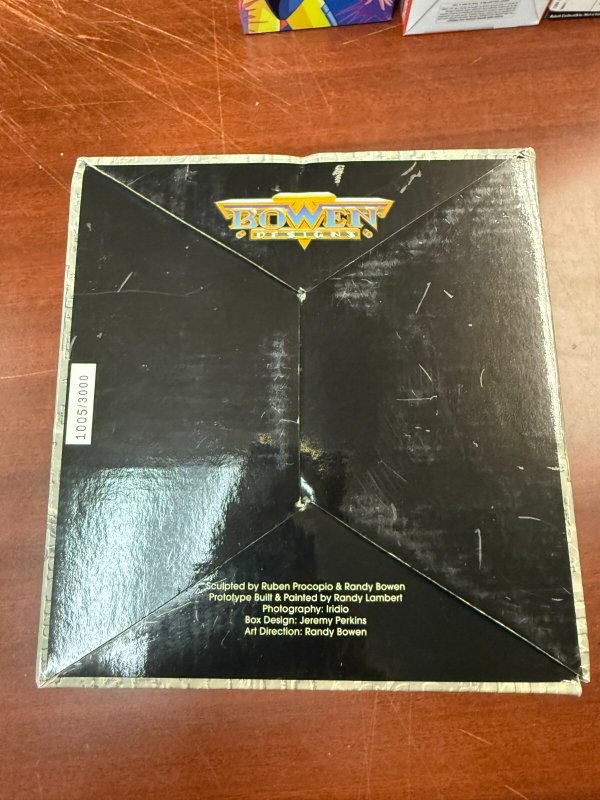 BOWEN
DESIGNS
1005/3000
Sculpted by Ruben Procopio & Randy Bowen
Prototype Built & Painted by Randy Lambert
Photography: Iridio
Box Design: Jeremy Perkins
Art Direction: Randy Bowen